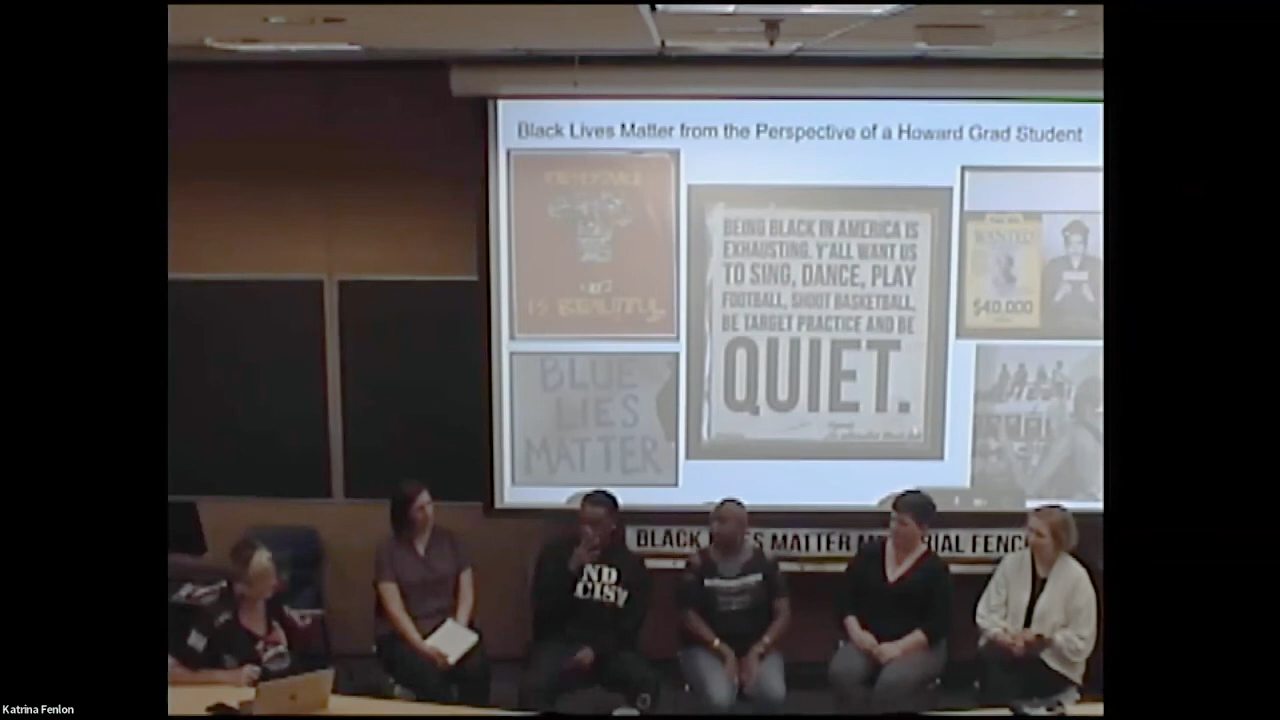 Black Lives Matter from the Perspective of a Howard Grad Student
IS BEAUTIFUL
BLUE
LIES
MATTER
BEING BLACK IN AMERICA IS
EXHAUSTING. Y'ALL WANT US
TO SING, DANCE, PLAY
FOOTBALL, SHOOT BASKETBALL,
BE TARGET PRACTICE AND BE
QUIET.
WANTED
$40,000
BLACK MATTER FENC
ND
CIS
Katrina Fenlon